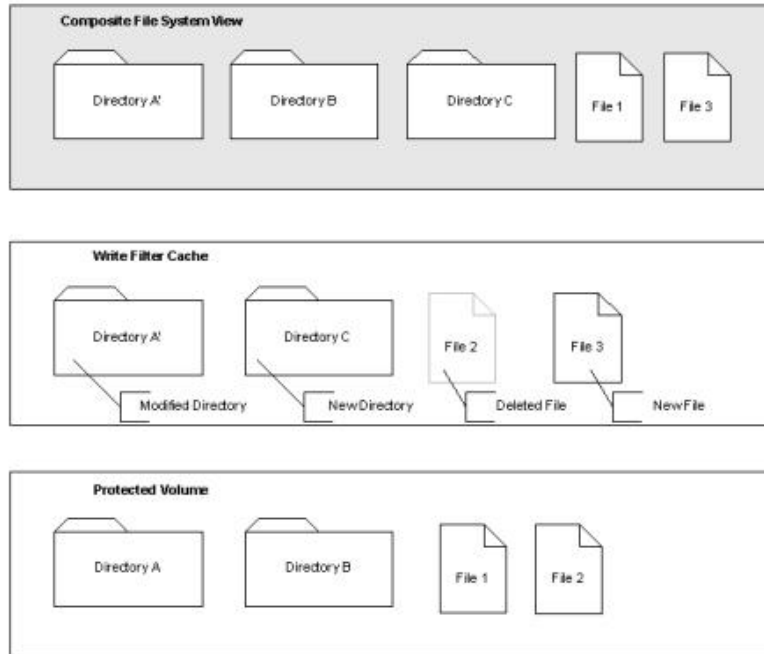 Composite File System View
Directory A'
Directory B
Directory C
File 1
File 3
Write Filter Cache
Directory A'
Directory C
File 2
File 3
Modified Directory
New Directory
Deleted File
New File
Protected Volume
Directory A
Directory B
File 1
File 2